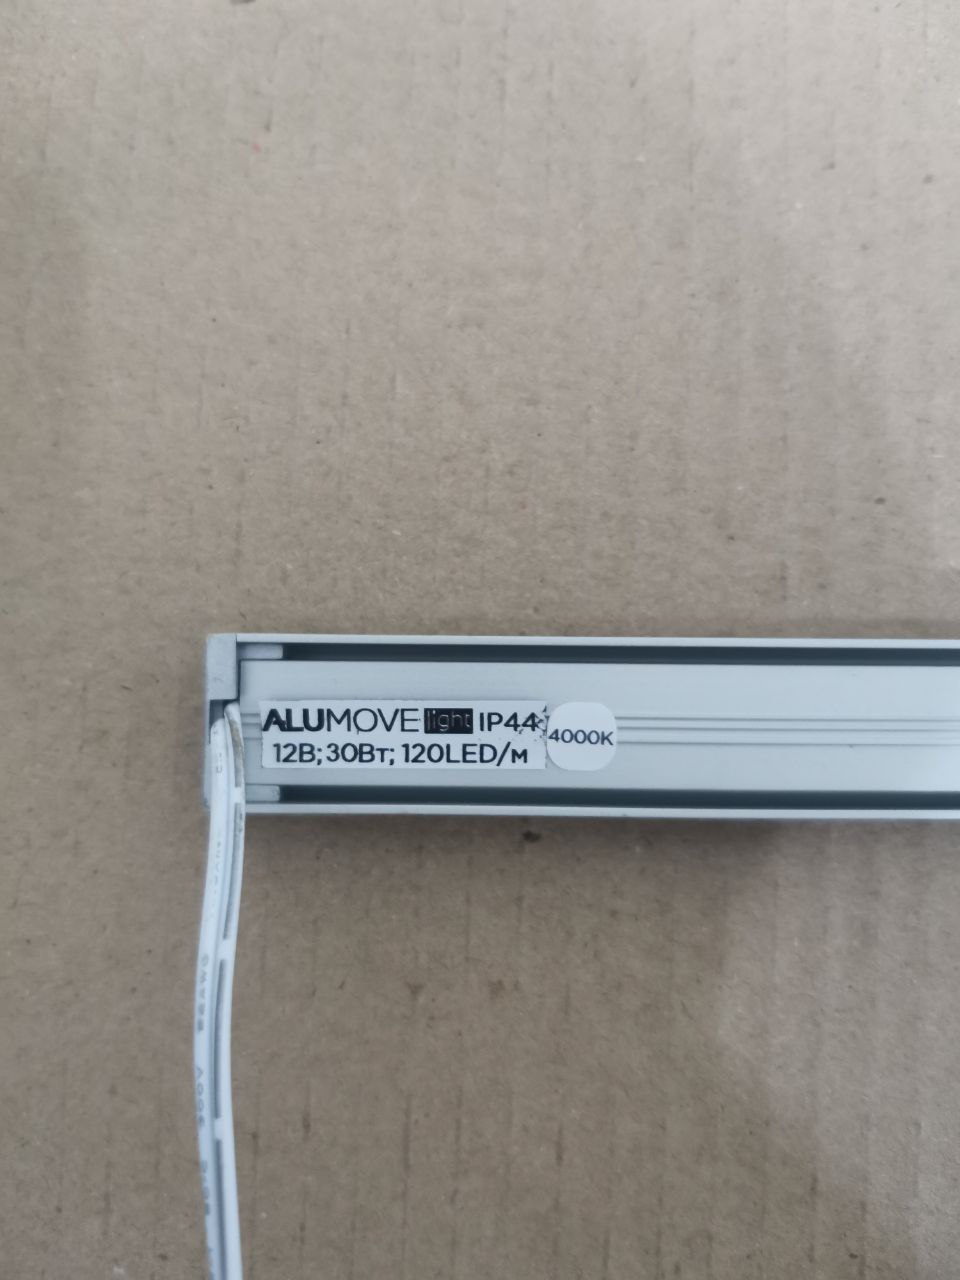 ALUMOVE light IP44
12В;30Вт;120LED/м
4000K